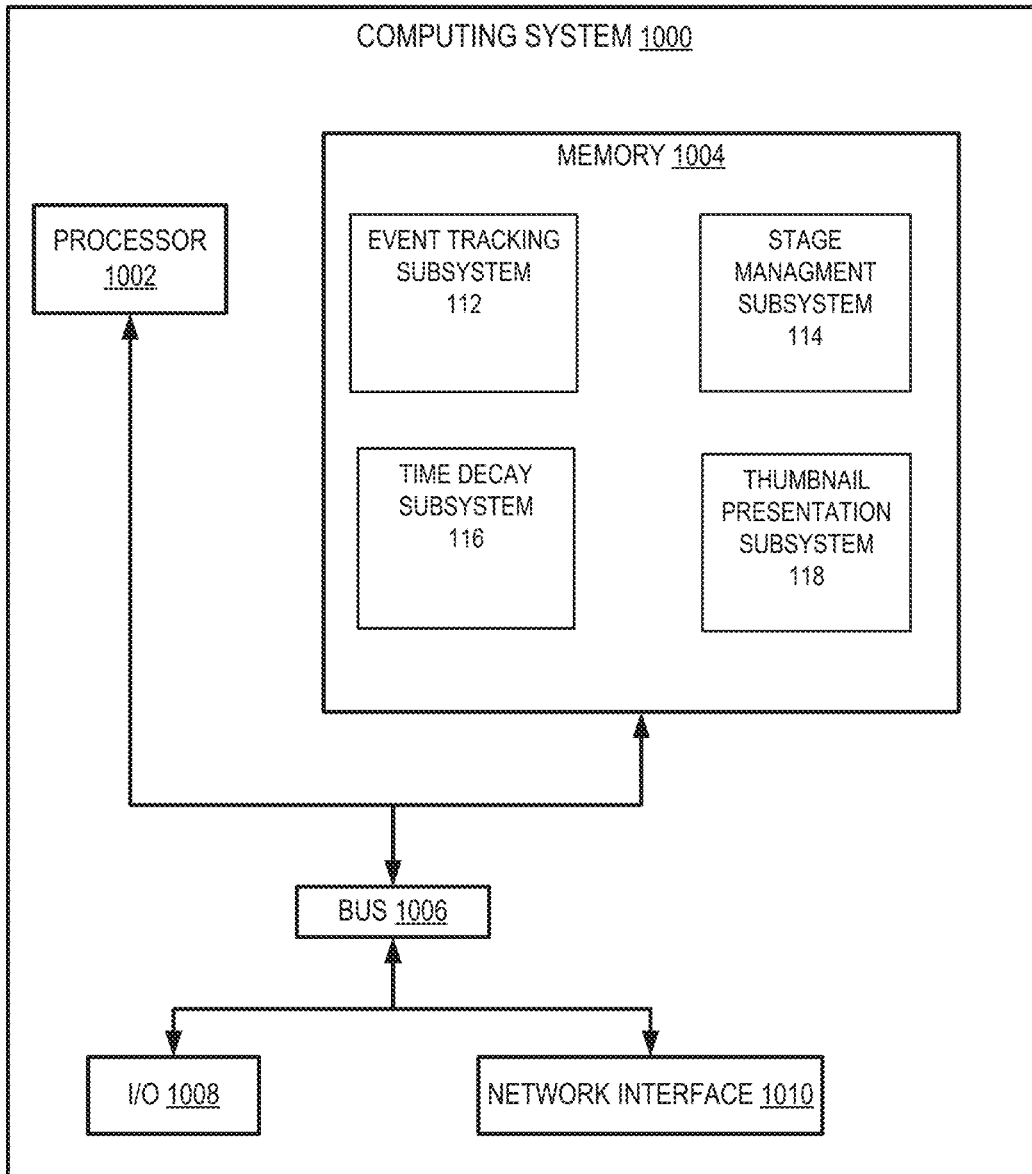 COMPUTING SYSTEM 1000
MEMORY 1004
PROCESSOR
1002
EVENT TRACKING
SUBSYSTEM
112
STAGE
MANAGMENT
SUBSYSTEM
114
TIME DECAY
SUBSYSTEM
116
THUMBNAIL
PRESENTATION
SUBSYSTEM
118
BUS 1006
I/O 1008
NETWORK INTERFACE 1010